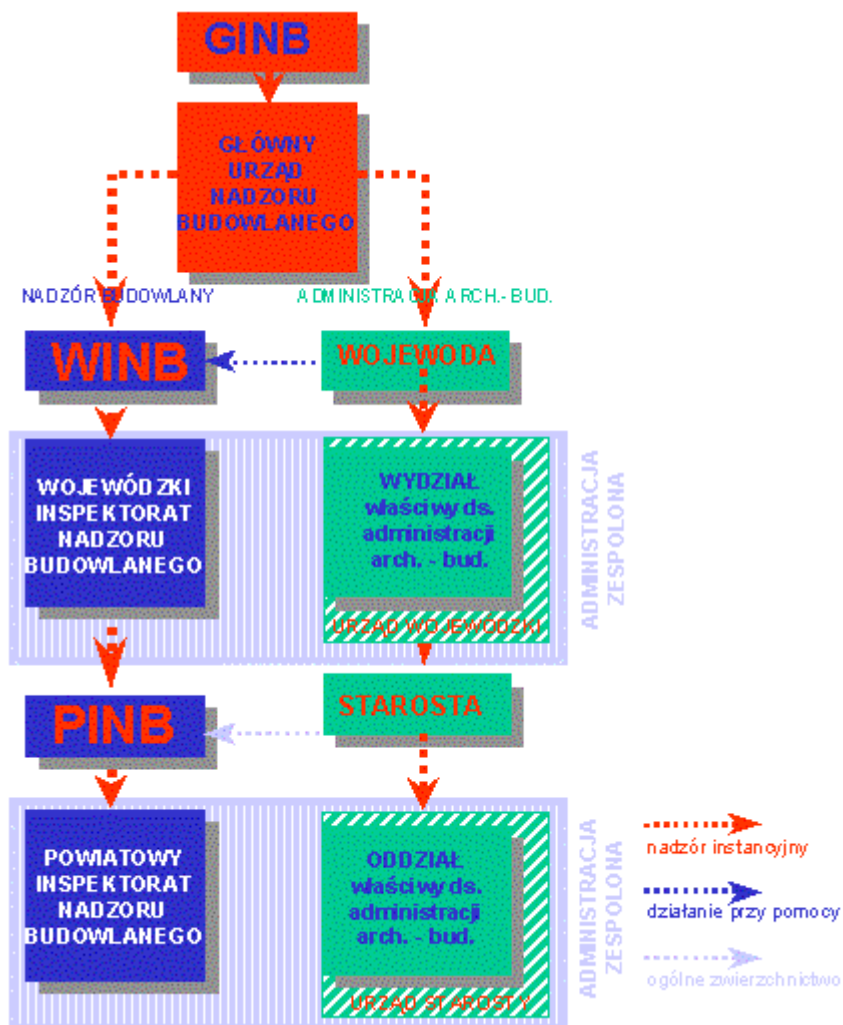 GINB
GŁÓWNY
URZĄD
NADZORU
BUDOWLANEGO
NADZÓR BUDOWLANY
ADMINISTRACJA ARCH.- BUD.
WINB
WOJEWODA
WOJEWÓDZKI
INSPEKTORAT
NADZORU
BUDOWLANEGO
WYDZIAŁ
właściwy ds.
administracji
arch. - bud.
URZĄD WOJEWÓDZKI
ADMINISTRACJA
ZESPOLONA
PINB
STAROSTA
POWIATOWY
INSPEKTORAT
NADZORU
BUDOWLANEGO
ODDZIAŁ
właściwy ds.
administracji
arch. - bud.
URZĄD STAROSTY
ADMINISTRACJA
ZESPOLONA
nadzór instancyjny
działanie przy pomocy
ogólne zwierzchnictwo